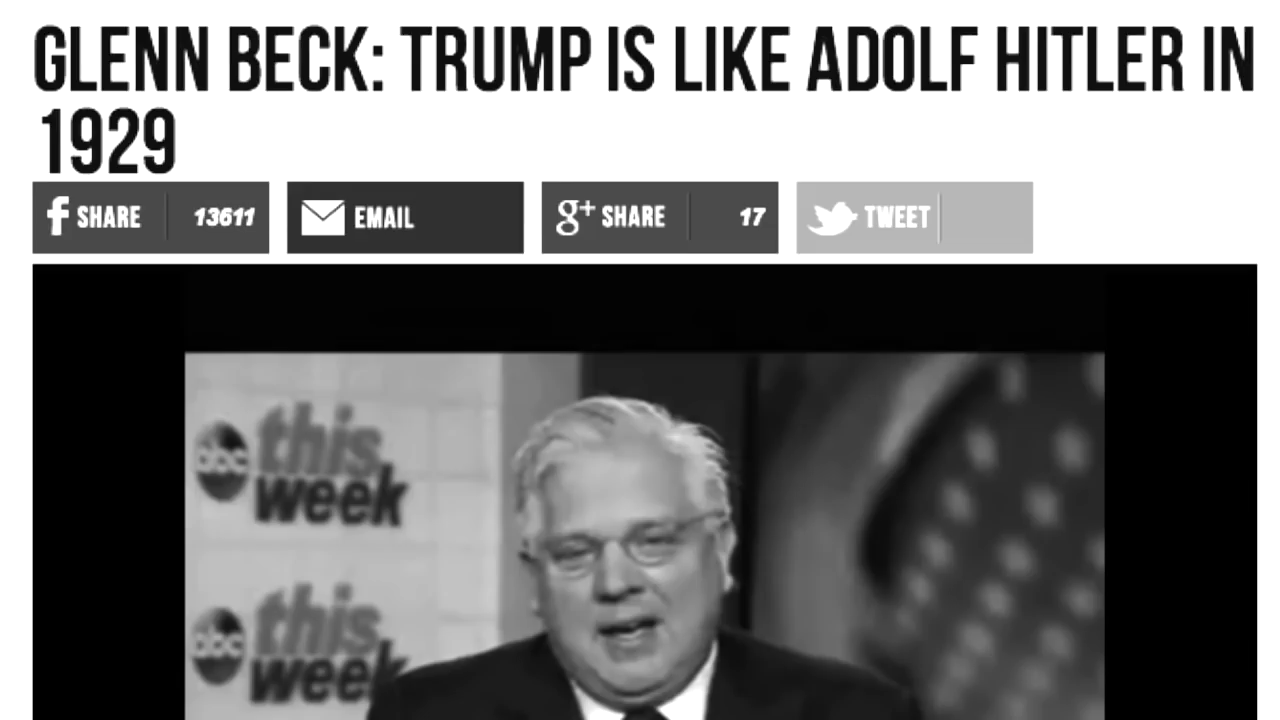 GLENN BECK: TRUMP IS LIKE ADOLF HITLER IN
1929
f SHARE 13611 EMAIL g+ SHARE 17 TWEET
abc this
week
abc this
week